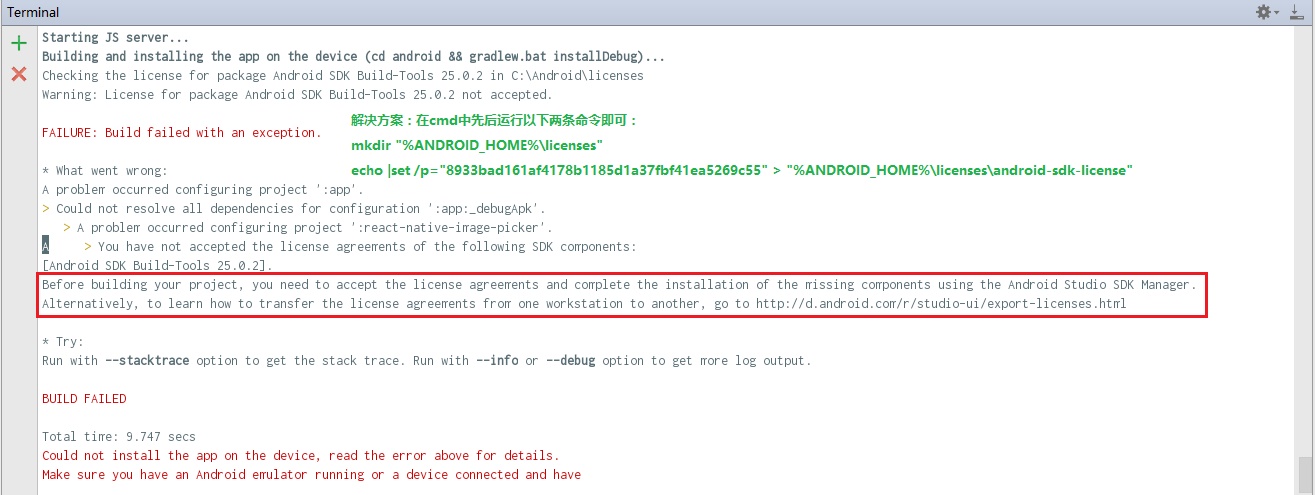 Terminal
Starting JS server...
Building and installing the app on the device (cd android && gradlew.bat installDebug)...
Checking the license for package Android SDK Build-Tools 25.0.2 in C:\Android\licenses
Warning: License for package Android SDK Build-Tools 25.0.2 not accepted.
解决方案：在cmd中先后运行以下两条命令即可：
FAILURE: Build failed with an exception.
mkdir "%ANDROID_HOME%\licenses"
* What went wrong:
echo |set /p="8933bad161af4178b1185d1a37fbf41ea5269c55" > "%ANDROID_HOME%\licenses\android-sdk-license"
A problem occurred configuring project ':app'.
> Could not resolve all dependencies for configuration ':app:_debugApk'.
> A problem occurred configuring project ':react-native-image-picker'.
A > You have not accepted the license agreements of the following SDK components:
[Android SDK Build-Tools 25.0.2].
Before building your project, you need to accept the license agreements and complete the installation of the missing components using the Android Studio SDK Manager.
Alternatively, to learn how to transfer the license agreements from one workstation to another, go to http://d.android.com/r/studio-ui/export-licenses.html
* Try:
Run with --stacktrace option to get the stack trace. Run with --info or --debug option to get more log output.
BUILD FAILED
Total time: 9.747 secs
Could not install the app on the device, read the error above for details.
Make sure you have an Android emulator running or a device connected and have